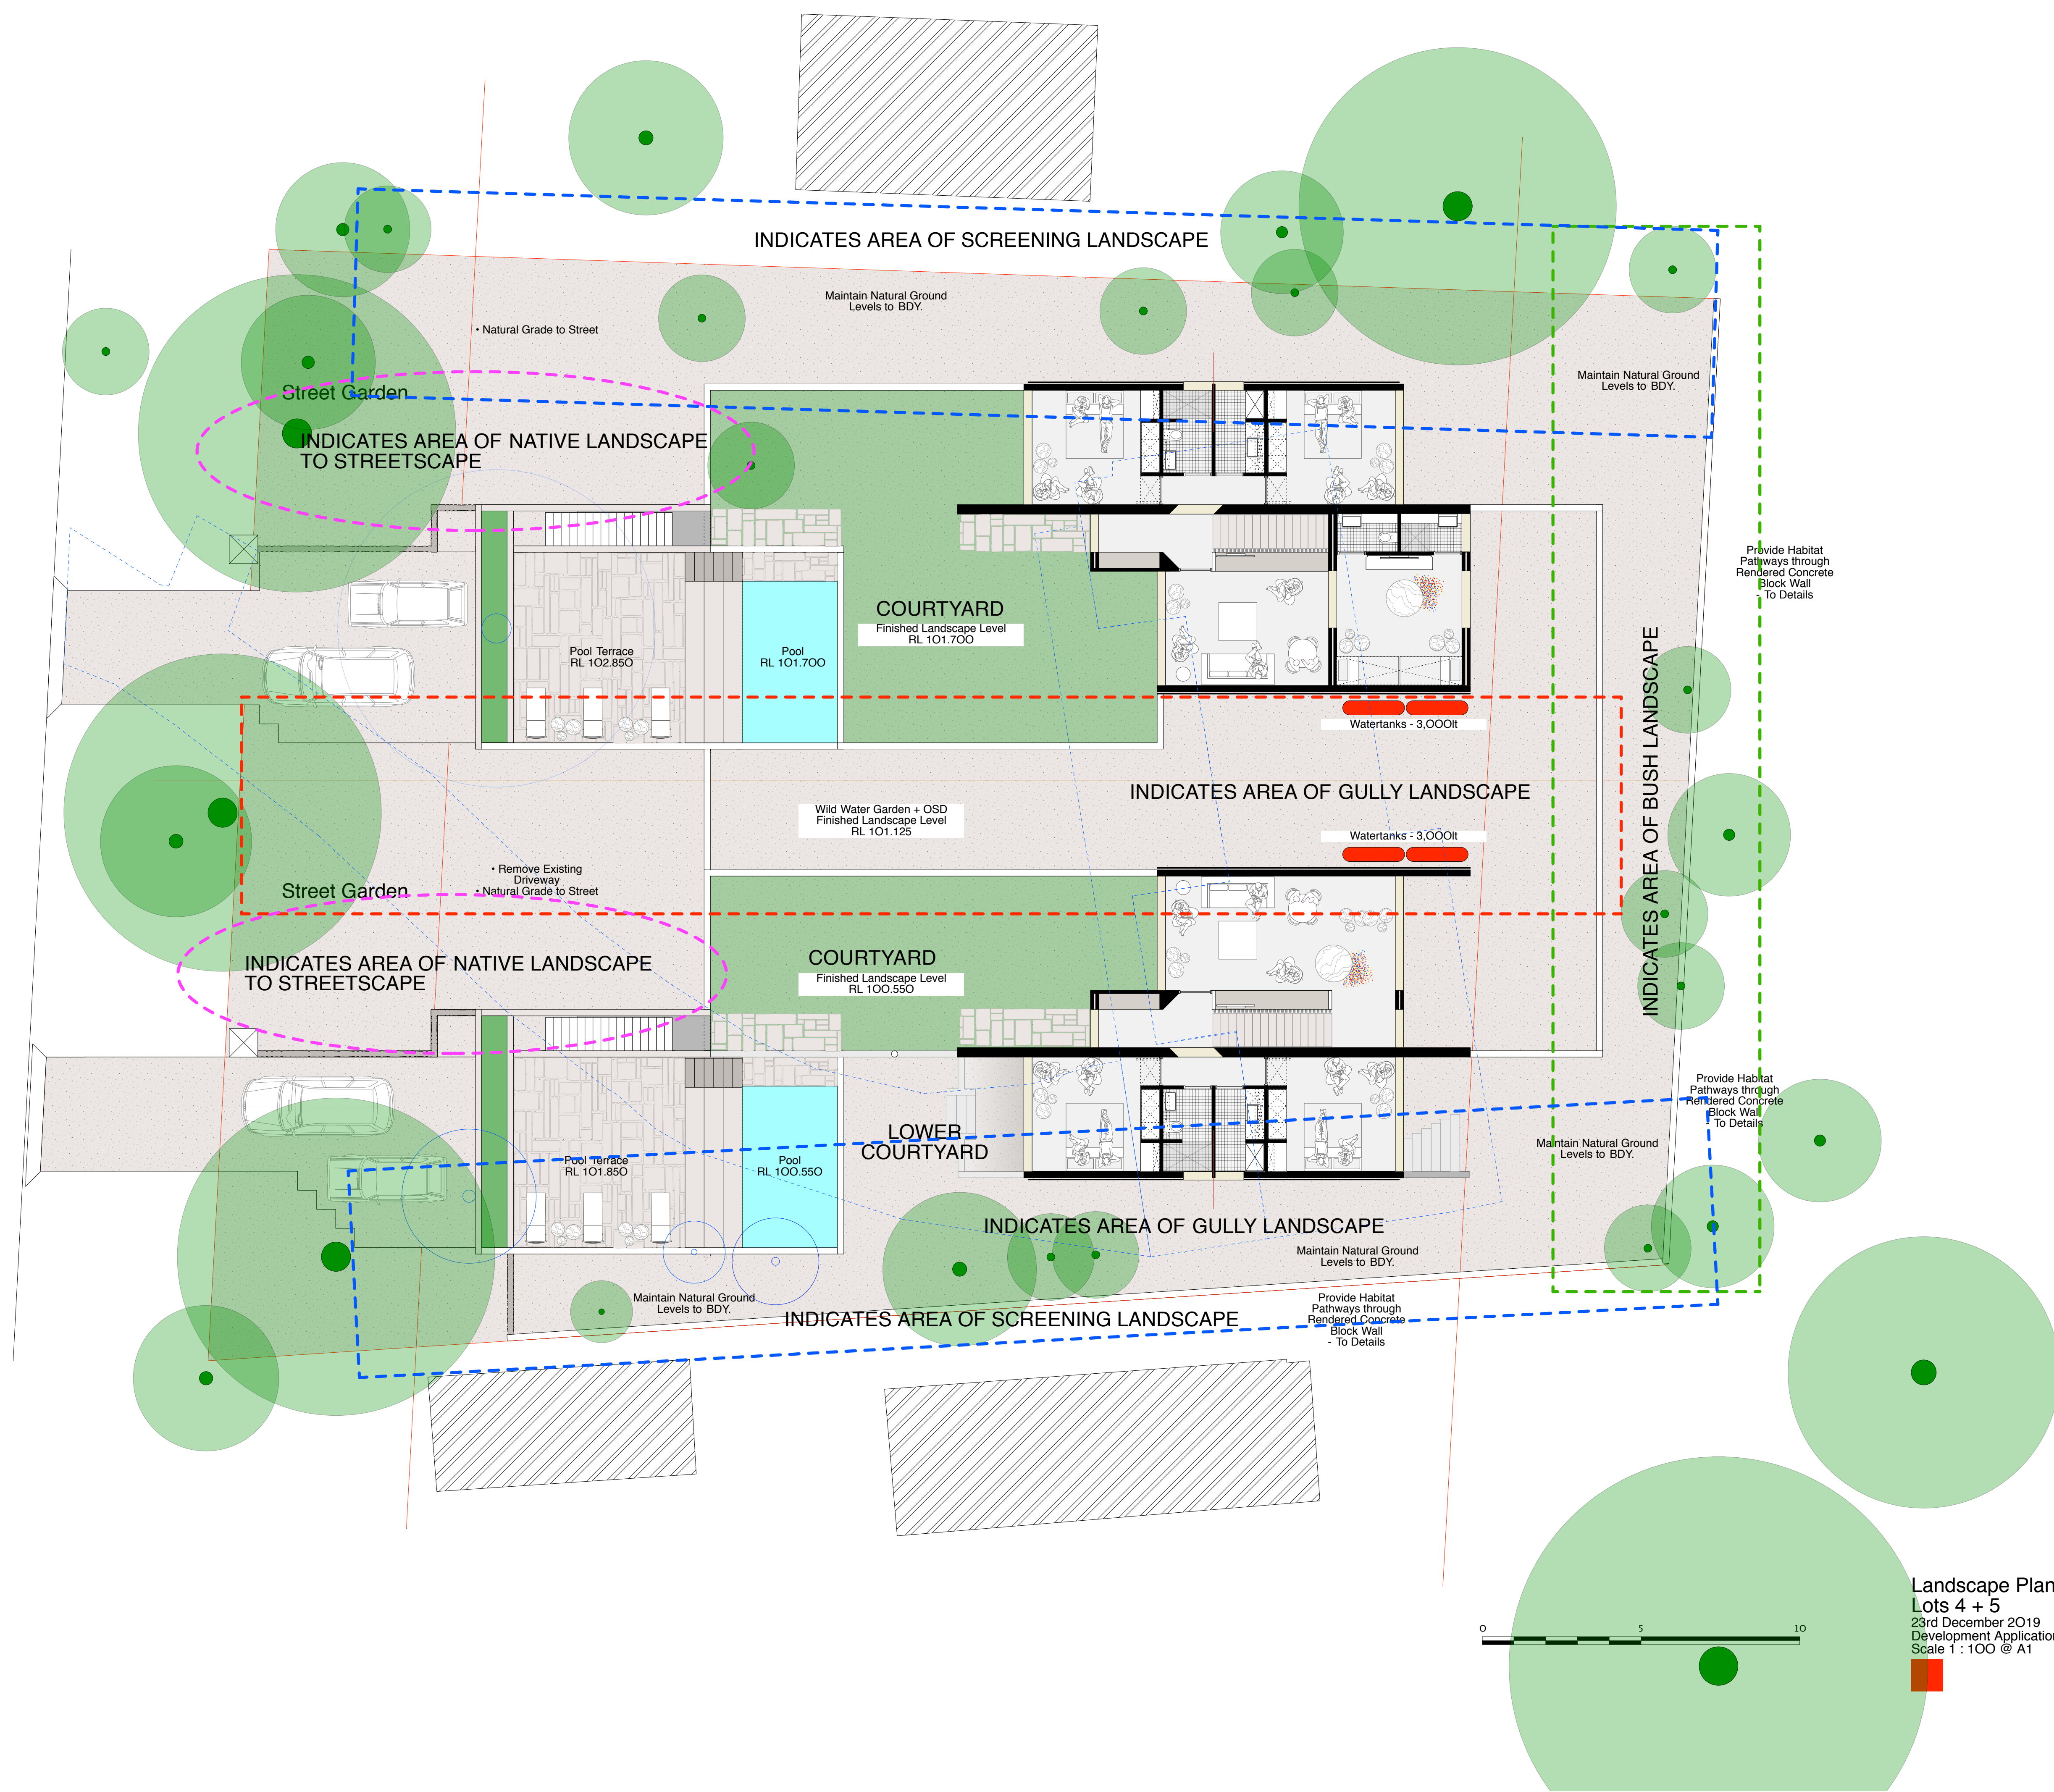 INDICATES AREA OF SCREENING LANDSCAPE
Maintain Natural Ground
Levels to BDY.
• Natural Grade to Street
Maintain Natural Ground
Levels to BDY.
Street Garden
INDICATES AREA OF NATIVE LANDSCAPE
TO STREETSCAPE
Provide Habitat
Pathways through
Rendered Concrete
Block Wall
- To Details
COURTYARD
Finished Landscape Level
RL 101.700
Pool Terrace
RL 102.850
Pool
RL 101.700
Watertanks - 3,000lt
INDICATES AREA OF GULLY LANDSCAPE
INDICATES AREA OF BUSH LANDSCAPE
Wild Water Garden + OSD
Finished Landscape Level
RL 101.125
Watertanks - 3,000lt
• Remove Existing
Driveway
• Natural Grade to Street
Street Garden
INDICATES AREA OF NATIVE LANDSCAPE
TO STREETSCAPE
COURTYARD
Finished Landscape Level
RL 100.550
Provide Habitat
Pathways through
Rendered Concrete
Block Wall
- To Details
LOWER
COURTYARD
Maintain Natural Ground
Levels to BDY.
Pool Terrace
RL 101.850
Pool
RL 100.550
INDICATES AREA OF GULLY LANDSCAPE
Maintain Natural Ground
Levels to BDY.
Maintain Natural Ground
Levels to BDY.
INDICATES AREA OF SCREENING LANDSCAPE
Provide Habitat
Pathways through
Rendered Concrete
Block Wall
- To Details
0 5 10
Landscape Plan
Lots 4 + 5
23rd December 2019
Development Applicatio
Scale 1 : 100 @ A1